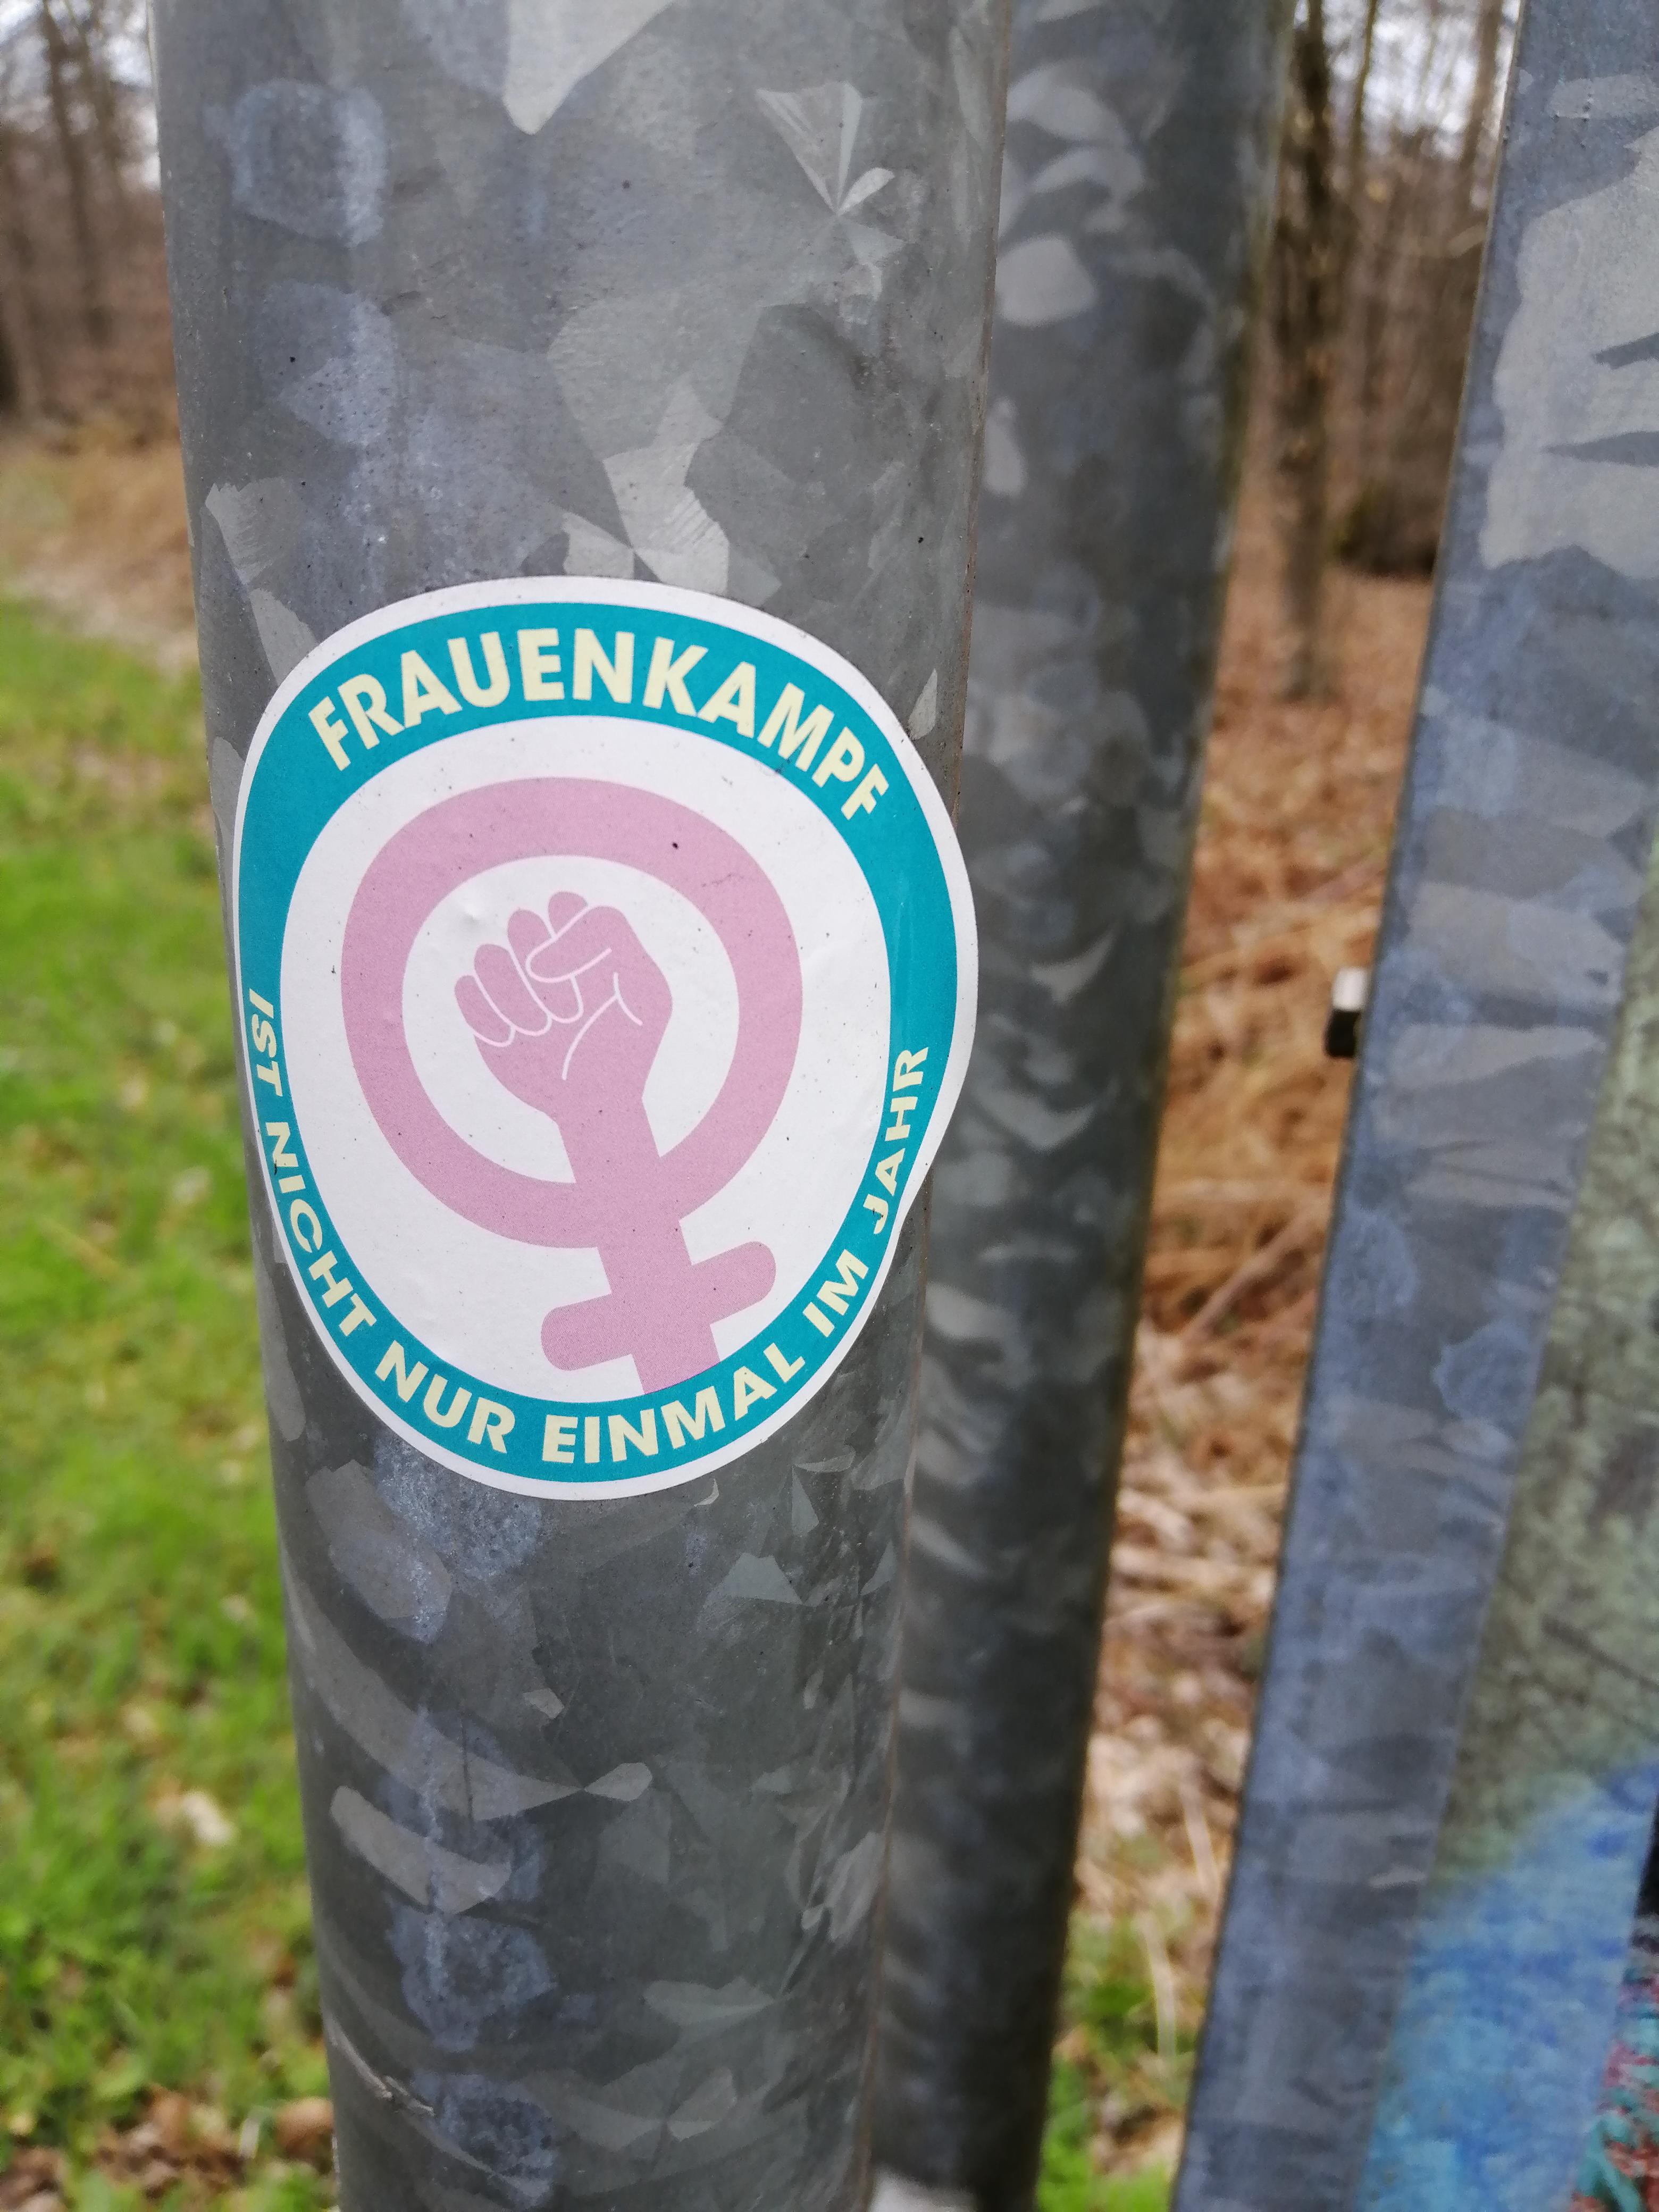 FRAUENKAMPF
IST NICHT NUR EINMAL IM JAHR